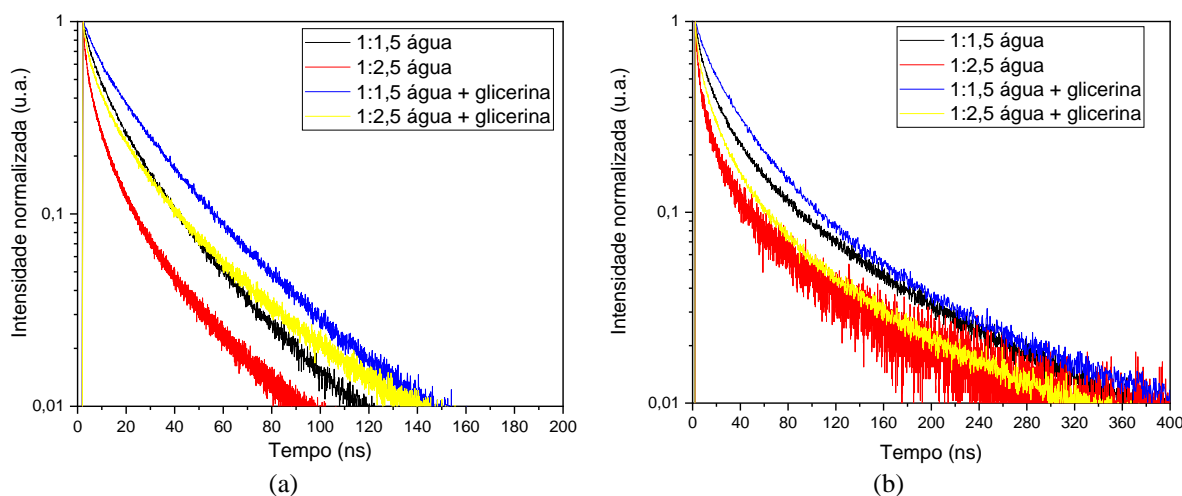 1
0,1
0,01
Intensidade normalizada (u.a.)
1:1,5 água
1:2,5 água
1:1,5 água + glicerina
1:2,5 água + glicerina
0 20 40 60 80 100 120 140 160 180 200
Tempo (ns)
(a)
1
0,1
0,01
Intensidade normalizada (u.a.)
1:1,5 água
1:2,5 água
1:1,5 água + glicerina
1:2,5 água + glicerina
0 40 80 120 160 200 240 280 320 360 400
Tempo (ns)
(b)